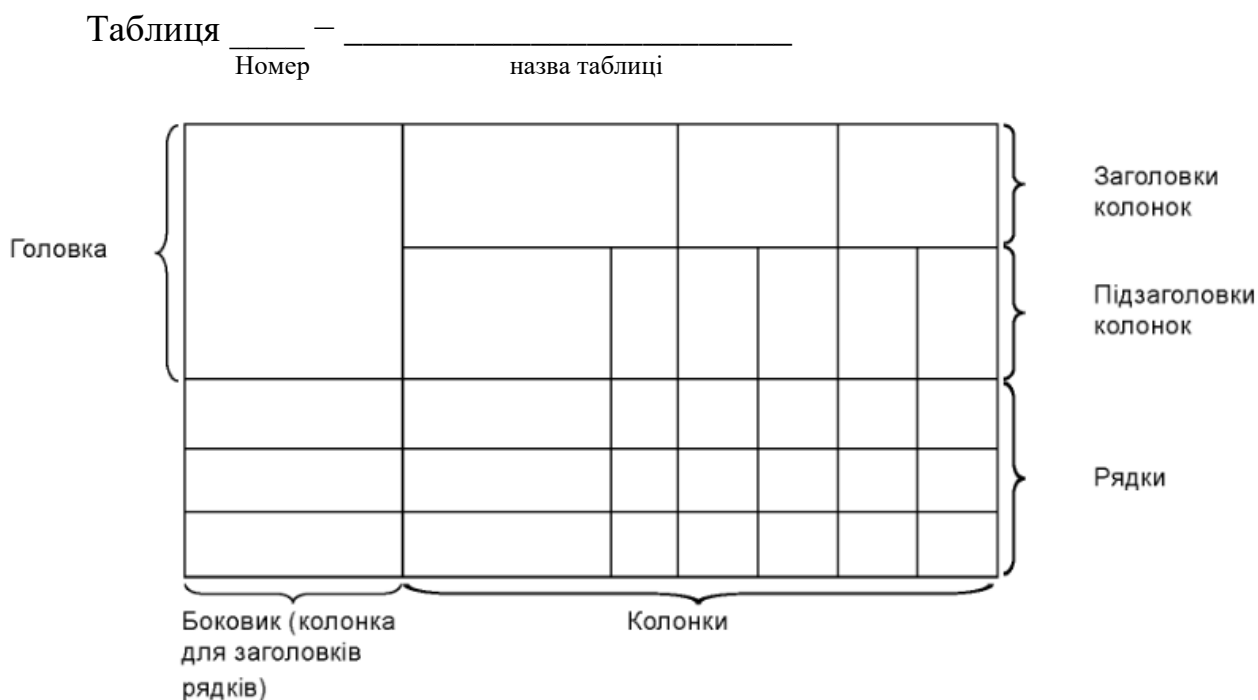 Таблиця ____ – ________________________
Номер назва таблиці
Заголовки
колонок
Головка
Підзаголовки
колонок
Рядки
Боковик (колонка
для заголовків
рядків)
Колонки